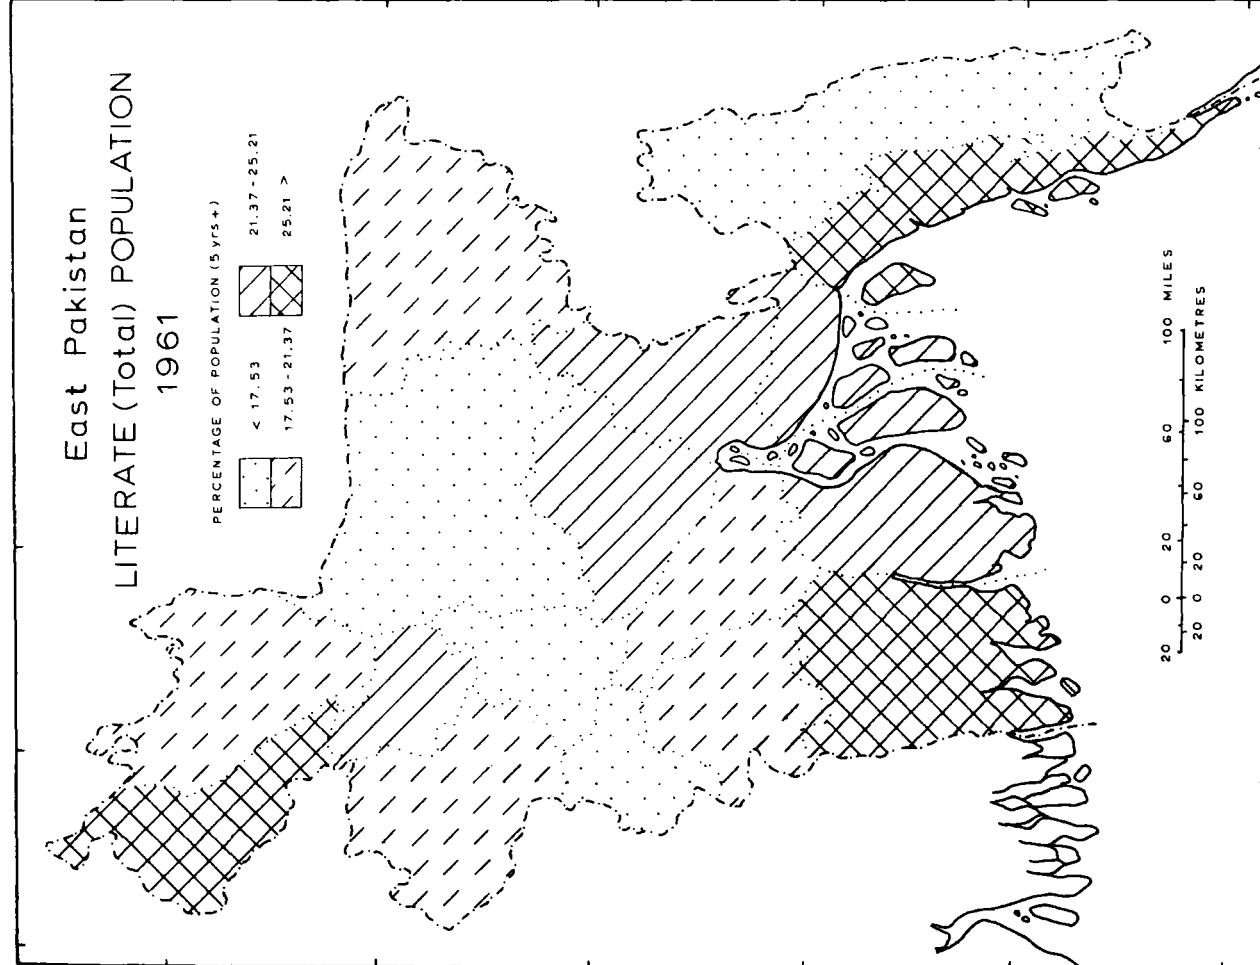 East Pakistan
LITERATE (Total) POPULATION
1961
PERCENTAGE OF POPULATION (5 yrs+)
< 17.53
17.53-21.37
21.37-25.21
25.21 >
20 0 20 60 100 MILES
20 0 20 60 100 KILOMETRES